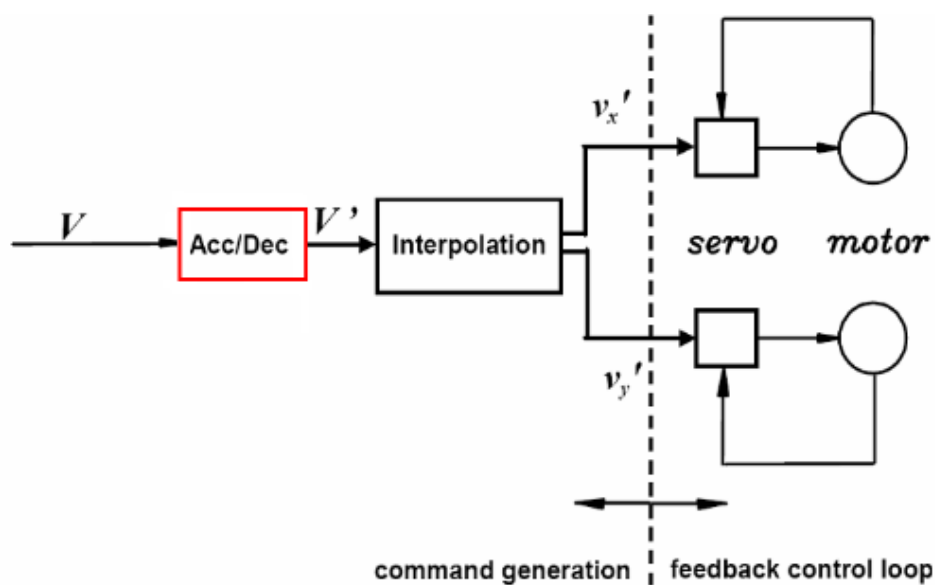 vx'
V
Acc/Dec
V'
Interpolation
servo motor
vy'
command generation
feedback control loop